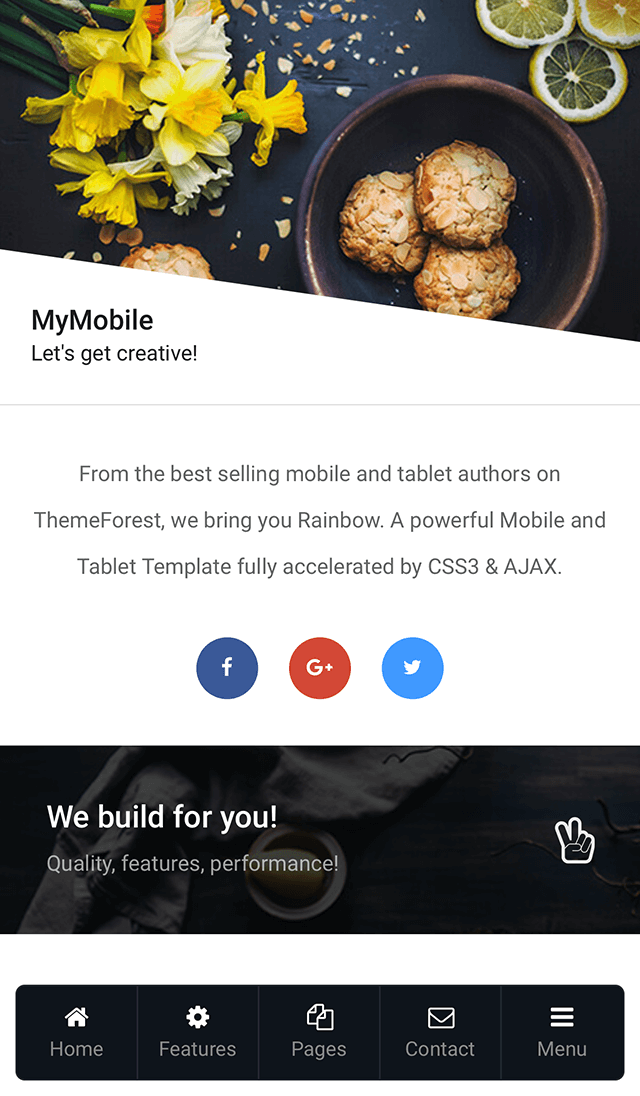 MyMobile
Let's get creative!
From the best selling mobile and tablet authors on
ThemeForest, we bring you Rainbow. A powerful Mobile and
Tablet Template fully accelerated by CSS3 & AJAX.
f G+
We build for you!
Quality, features, performance!
Home Features Pages Contact Menu